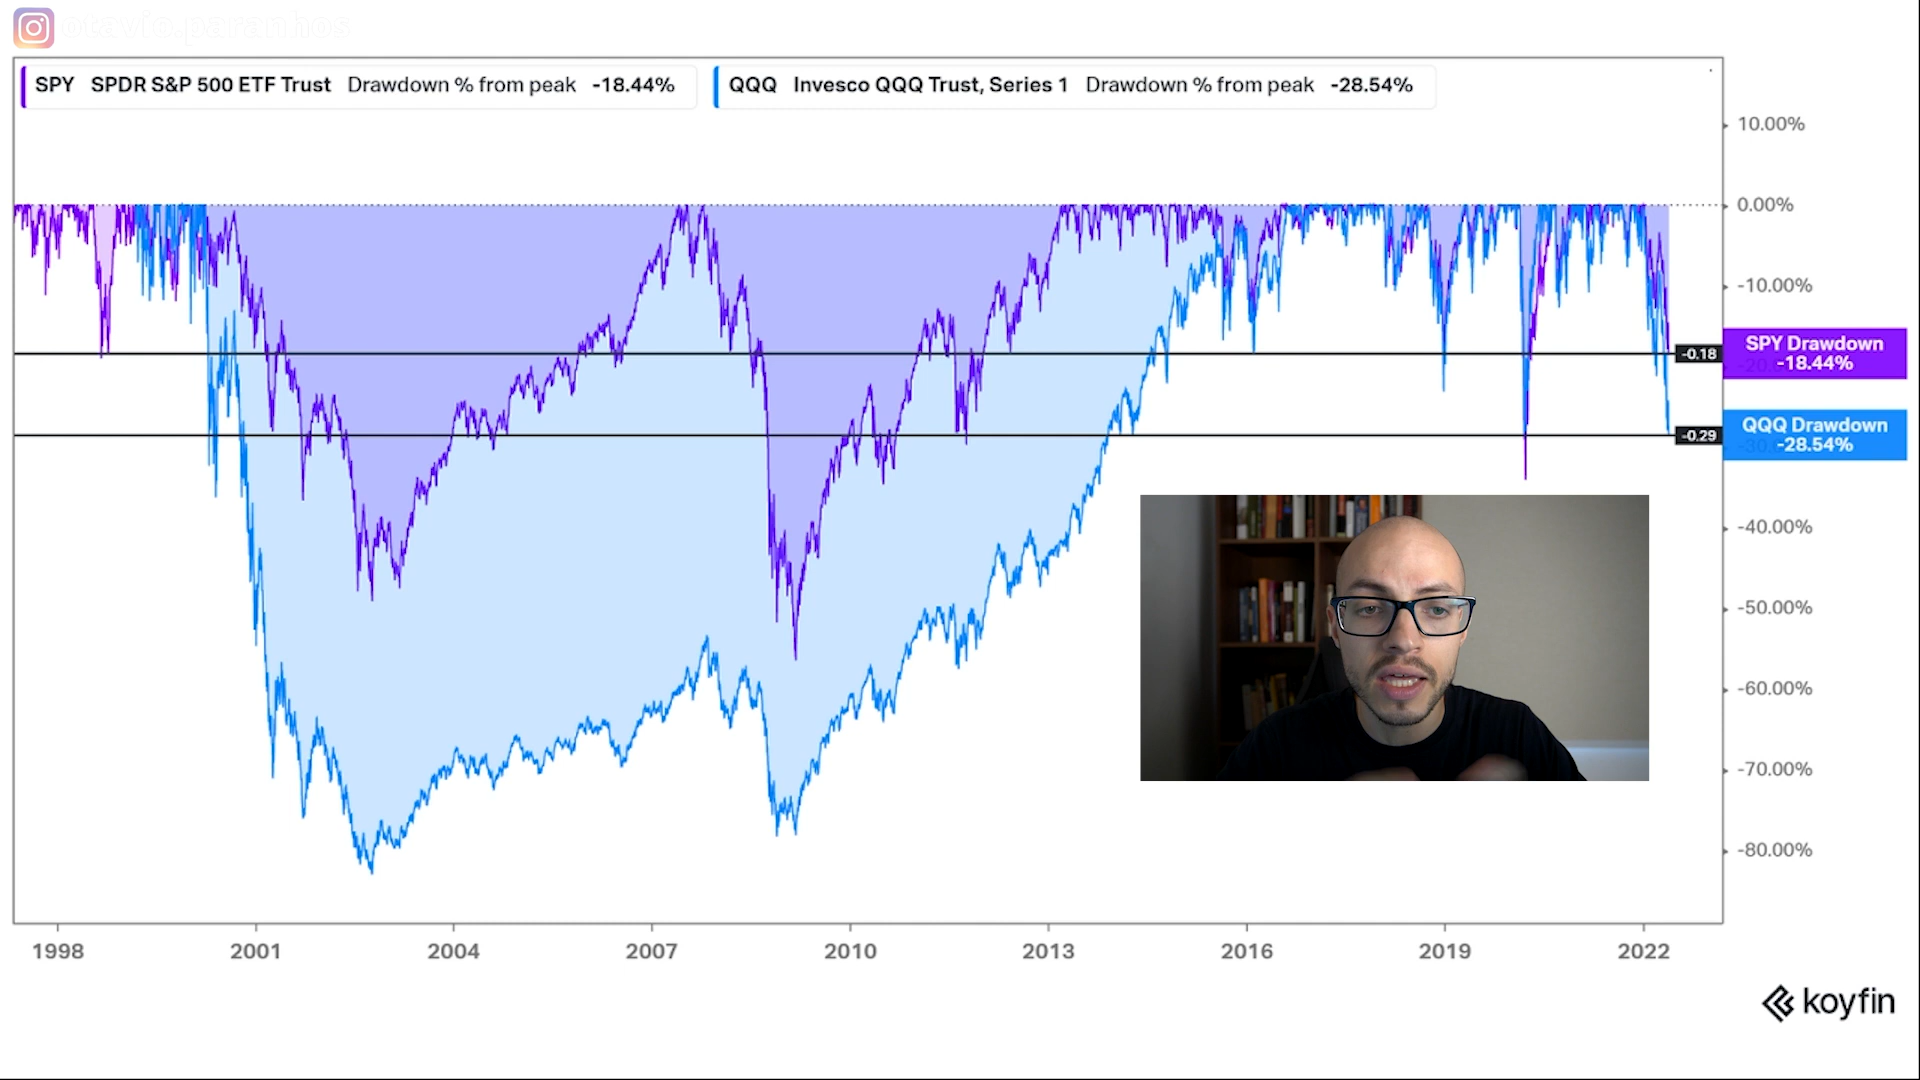 otavio.paranhos
SPY SPDR S&P 500 ETF Trust Drawdown % from peak -18.44%
QQQ Invesco QQQ Trust, Series 1 Drawdown % from peak -28.54%
10.00%
0.00%
-10.00%
-0.18
SPY Drawdown
-18.44%
-0.29
QQQ Drawdown
-28.54%
-40.00%
-50.00%
-60.00%
-70.00%
-80.00%
1998 2001 2004 2007 2010 2013 2016 2019 2022
koyfin